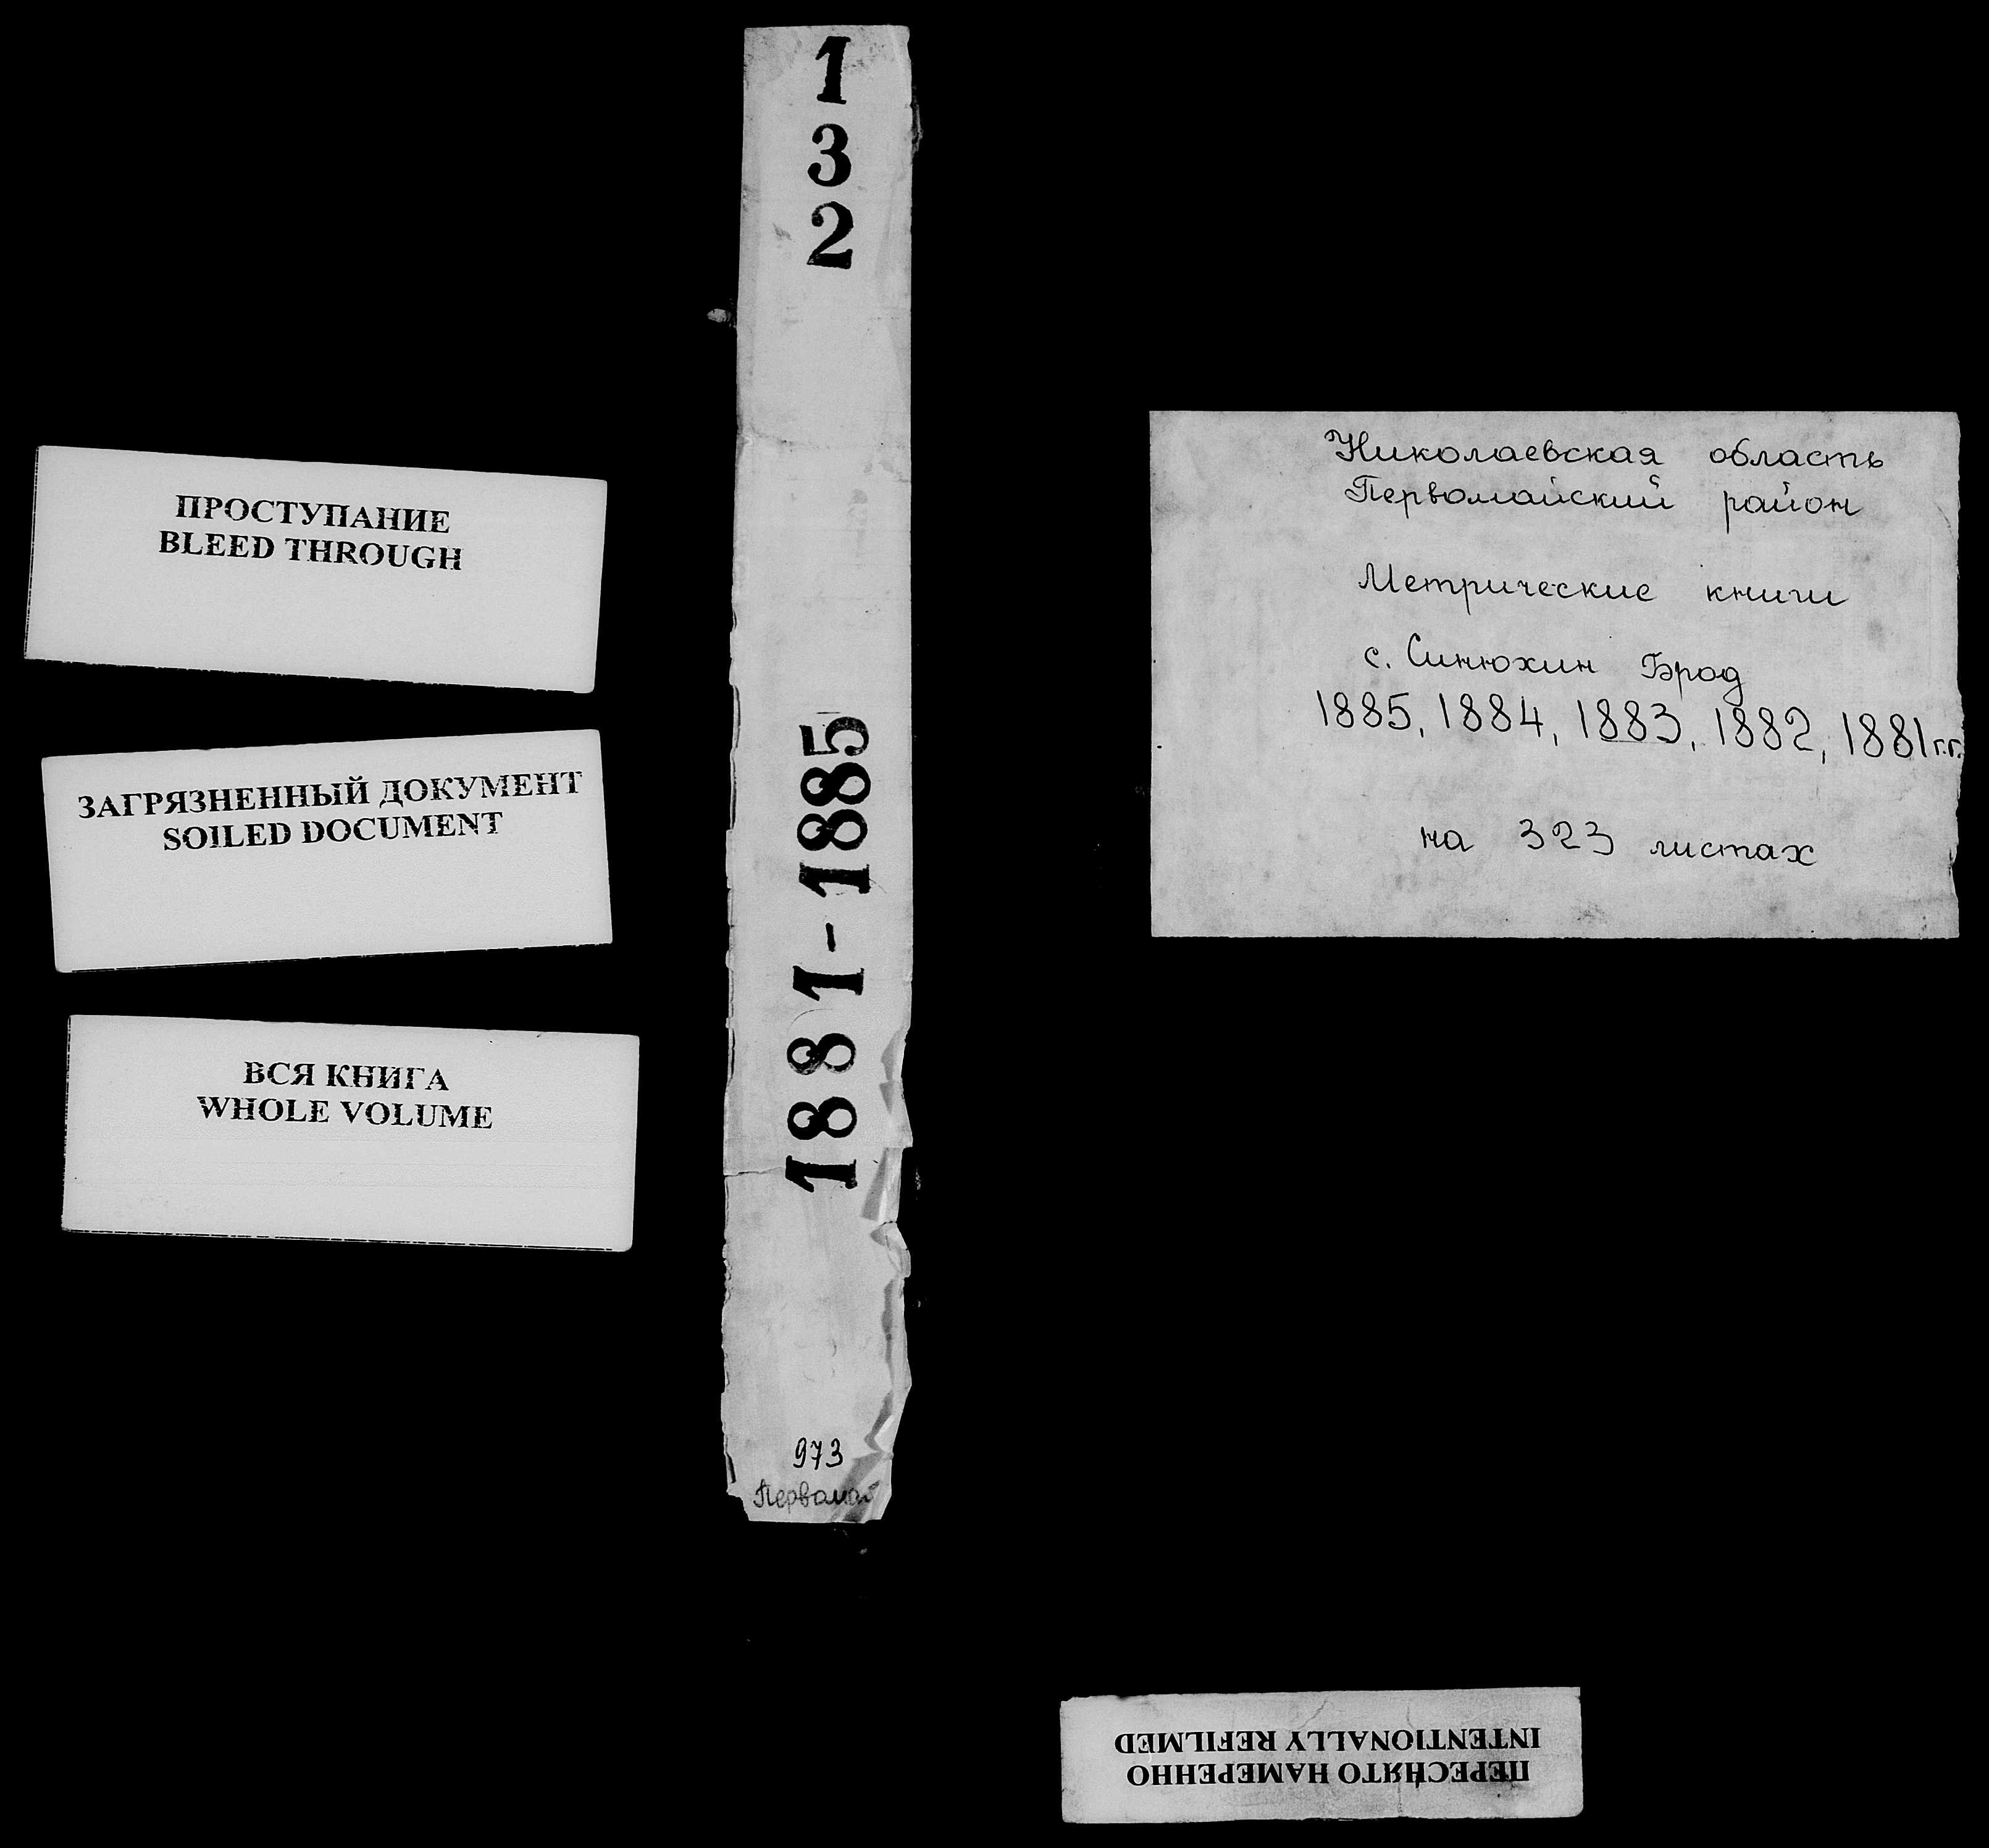 ПРОСТУПАНИЕ
BLEED THROUGH
ЗАГРЯЗНЕННЫЙ ДОКУМЕНТ
SOILED DOCUMENT
ВСЯ КНИГА
WHOLE VOLUME
1
3
2
1881-1885
973
Первомай
Николаевская область
Первомайский район
Метрические книги
с. Синюхин Брод
1885, 1884, 1883, 1882, 1881 г.г.
на 323 листах
ПЕРЕСНЯТО НАМЕРЕННО
INTENTIONALLY REFILMED